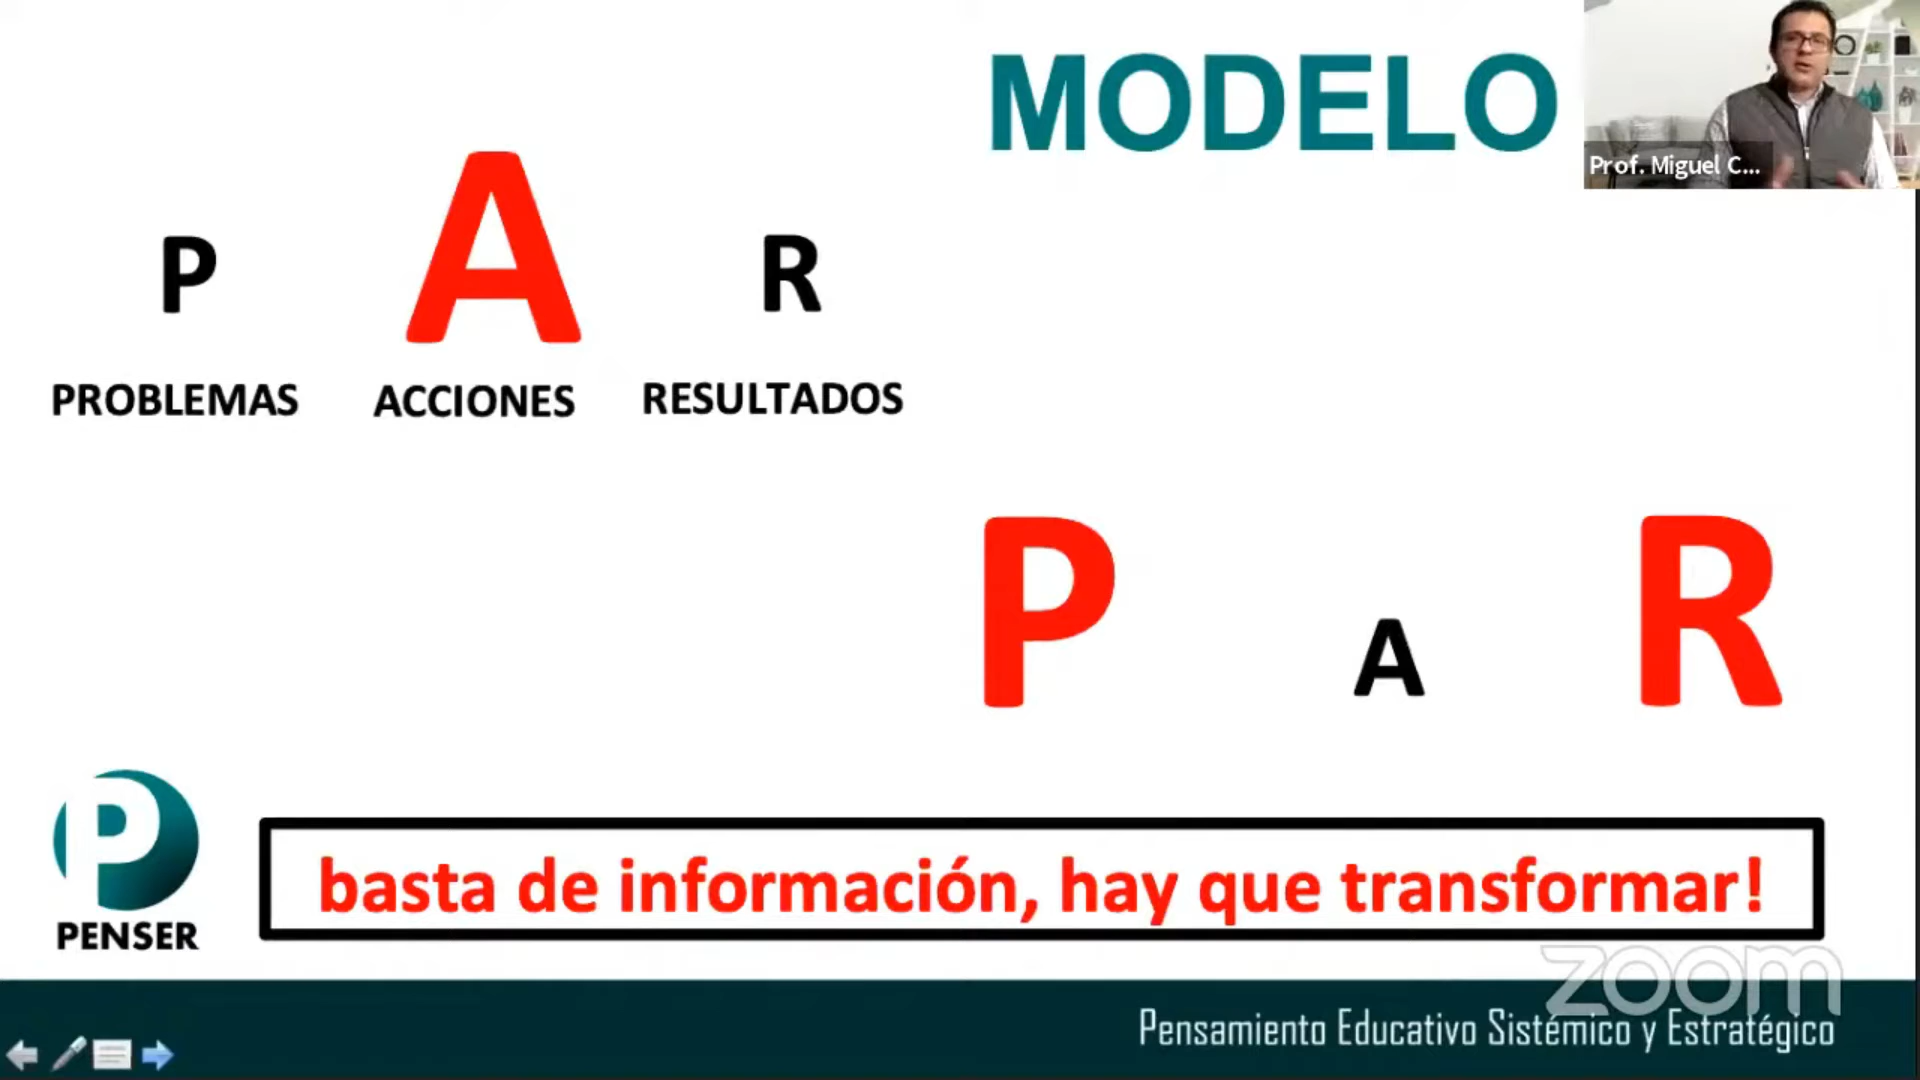 MODELO
Prof. Miguel C...
P A R
PROBLEMAS ACCIONES RESULTADOS
P A R
P
PENSER
basta de información, hay que transformar!
zoom
Pensamiento Educativo Sistémico y Estratégico